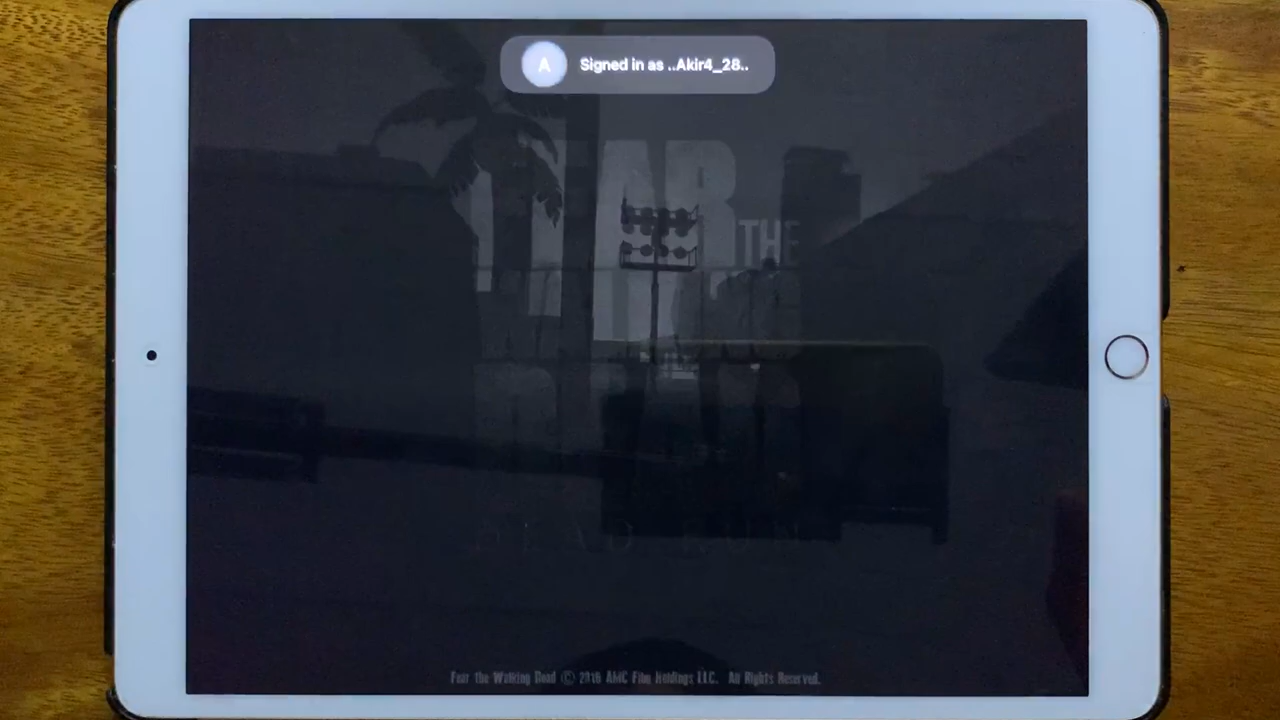 A
Signed in as ..Akir4_28..
FEAR
THE
DEAD RUN
Fear the Walking Dead © 2016 AMC Film Holdings LLC. All Rights Reserved.